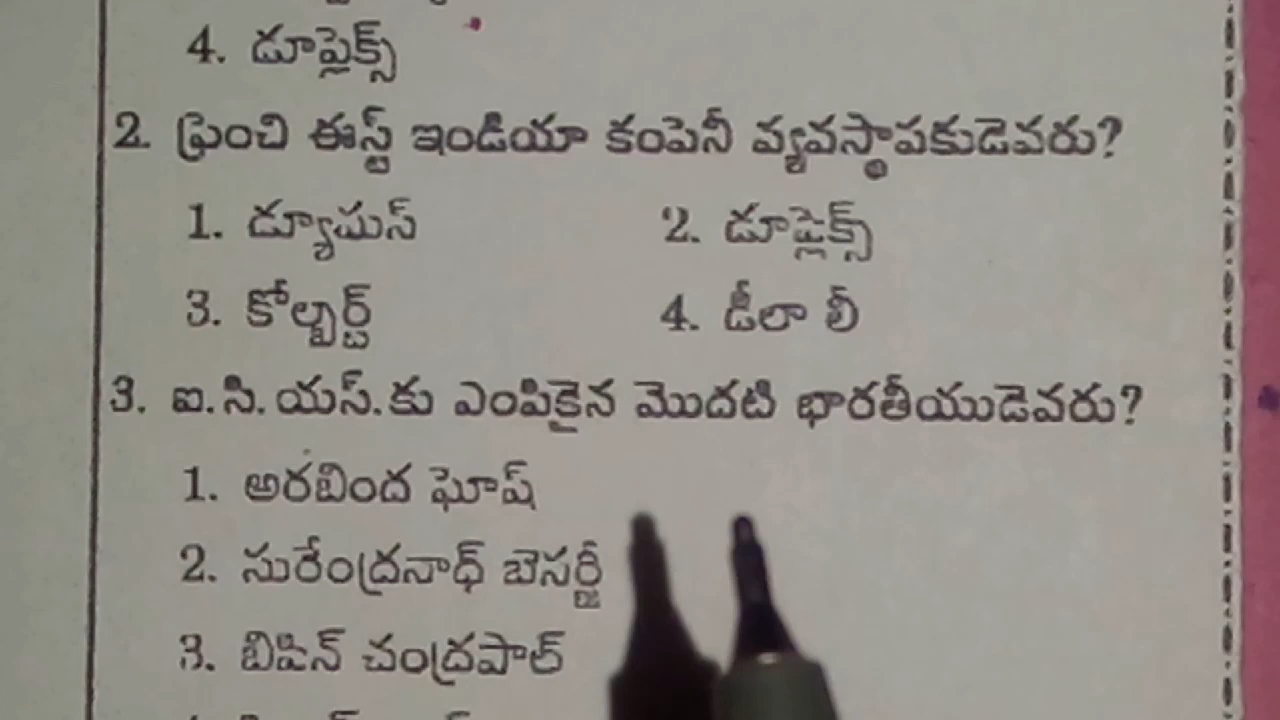 4. డూప్లెక్స్
2. ఫ్రెంచి ఈస్ట్ ఇండియా కంపెనీ వ్యవస్థాపకుడెవరు?
1. డ్యూమస్ 2. డూప్లెక్స్
3. కోల్బర్ట్ 4. డీలా లీ
3. ఐ.సి.యస్.కు ఎంపికైన మొదటి భారతీయుడెవరు?
1. అరబింద ఘోష్
2. సురేంద్రనాధ్ బెనర్జీ
3. బిపిన్ చంద్రపాల్